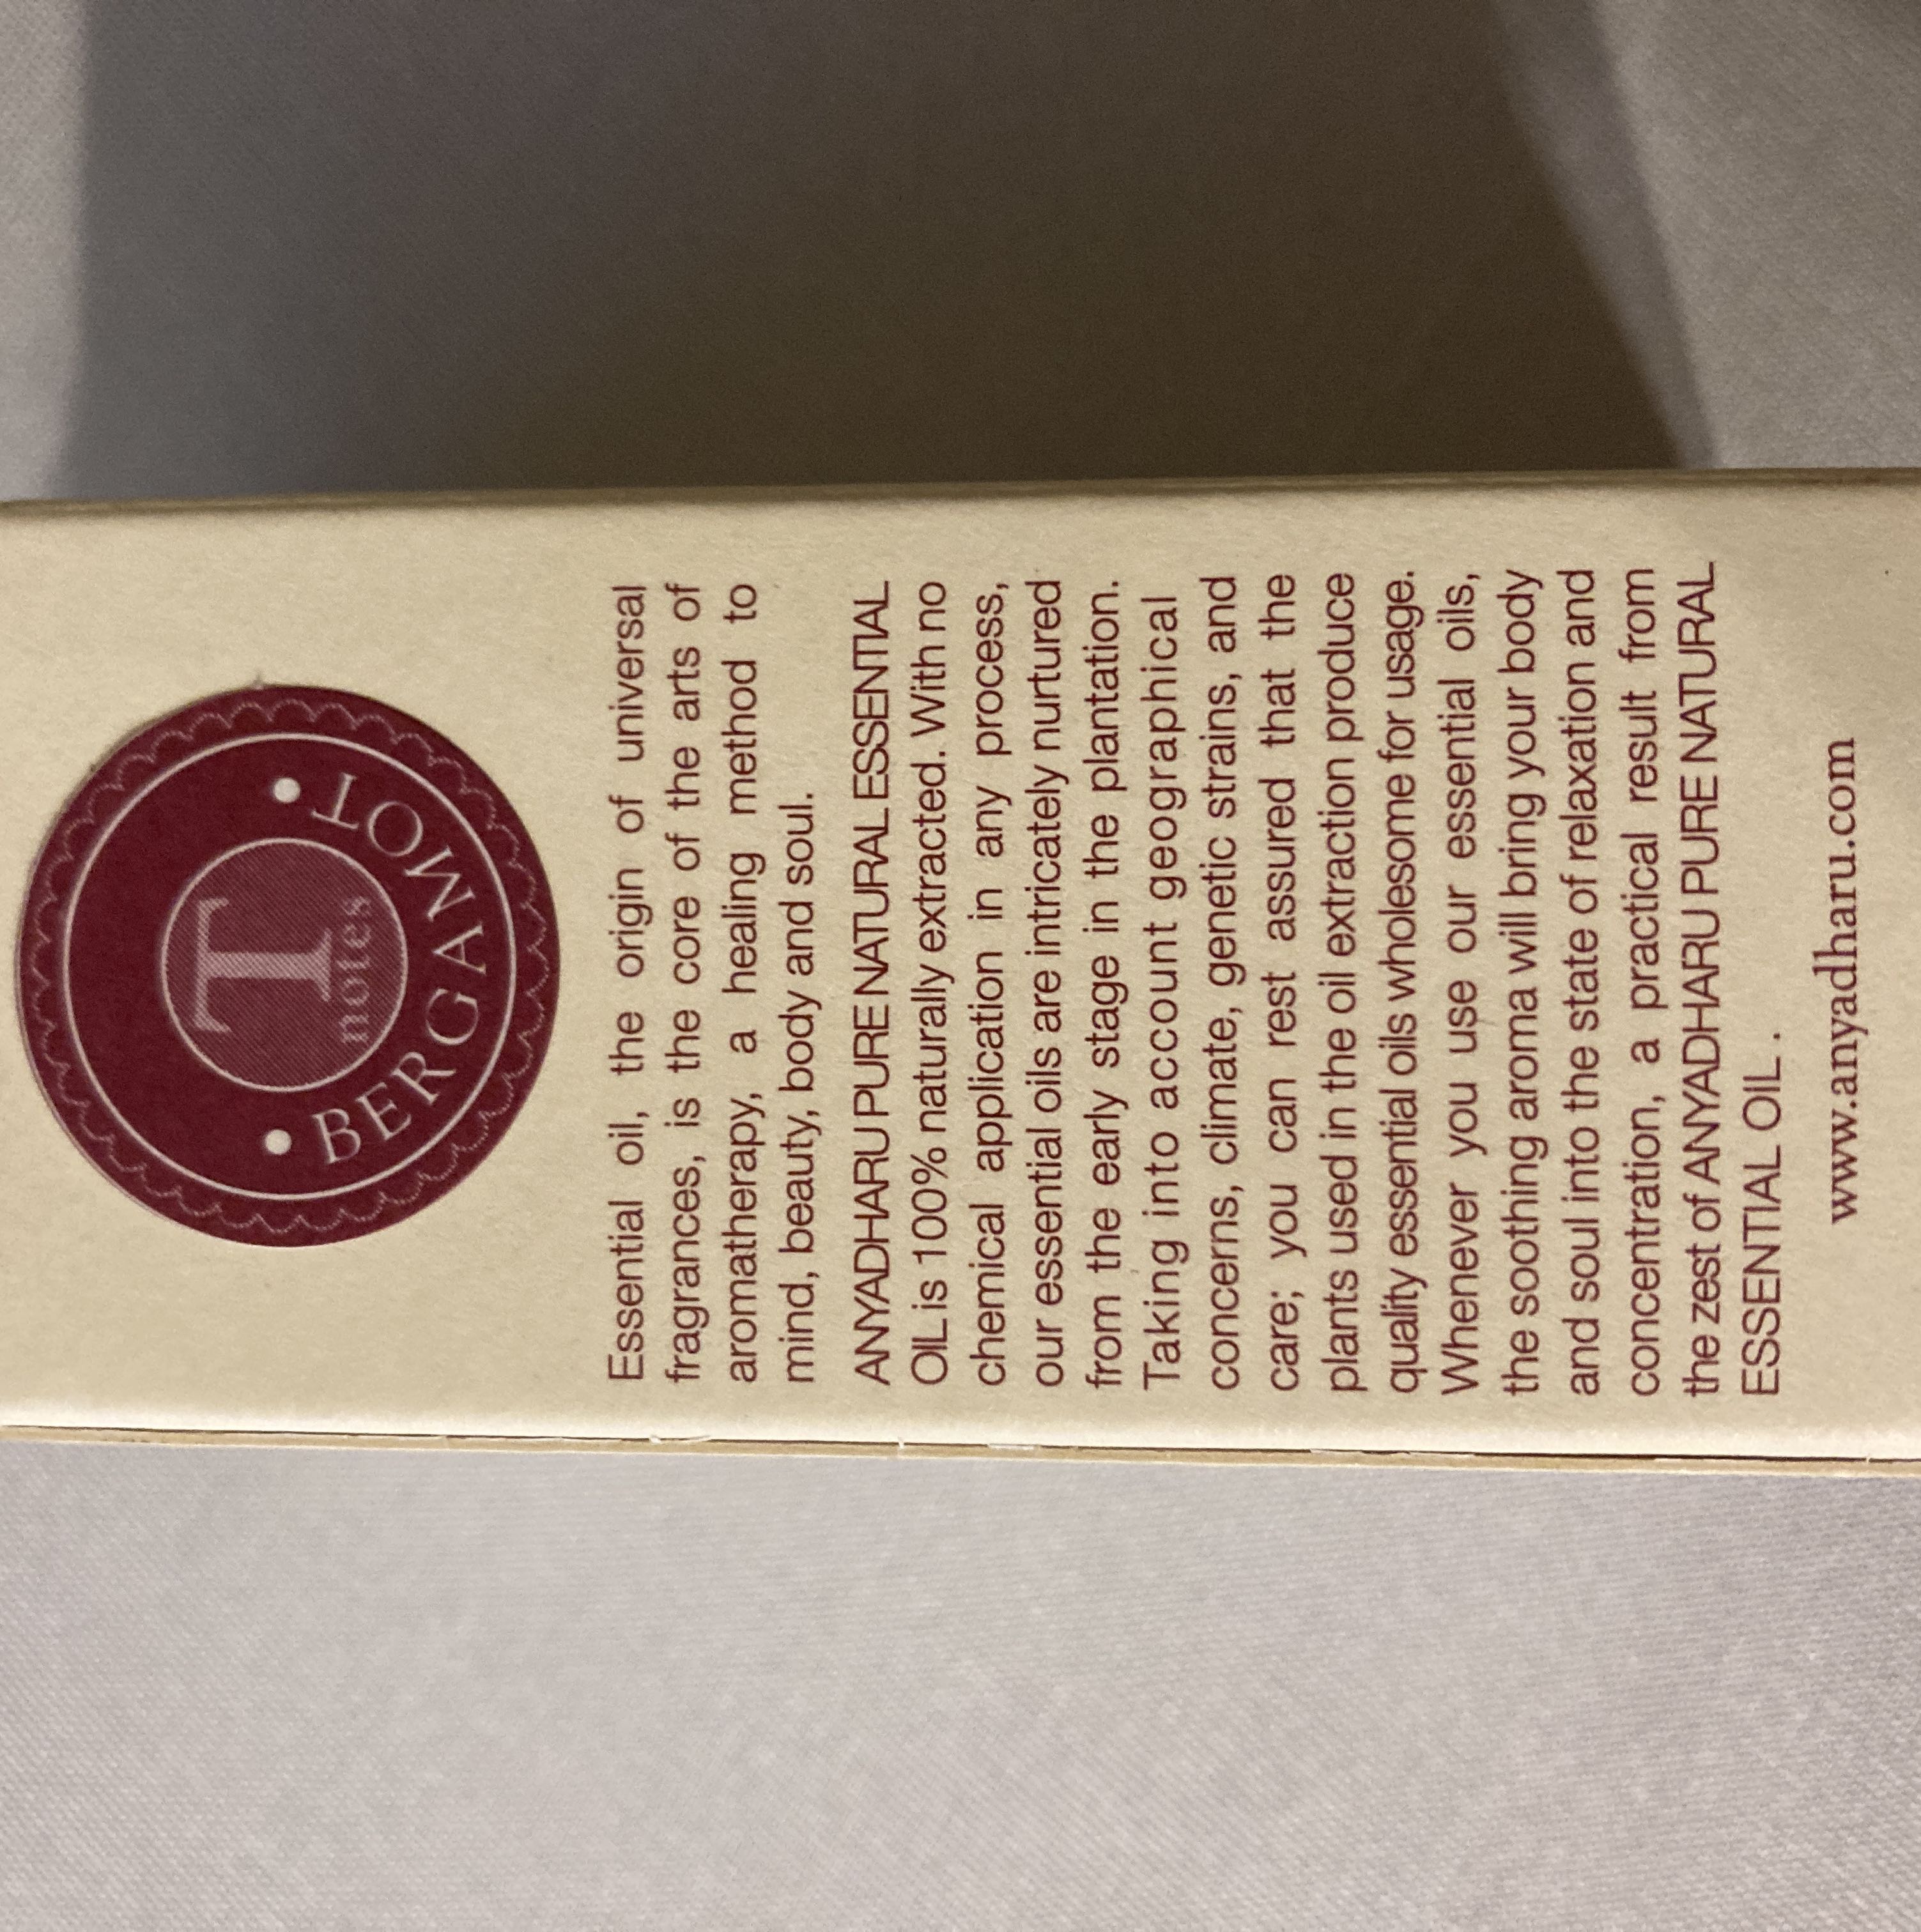 T
notes
• BERGAMOT •
Essential oil, the origin of universal
fragrances, is the core of the arts of
aromatherapy, a healing method to
mind, beauty, body and soul.
ANYADHARU PURE NATURAL ESSENTIAL
OIL is 100% naturally extracted. With no
chemical application in any process,
our essential oils are intricately nurtured
from the early stage in the plantation.
Taking into account geographical
concerns, climate, genetic strains, and
care; you can rest assured that the
plants used in the oil extraction produce
quality essential oils wholesome for usage.
Whenever you use our essential oils,
the soothing aroma will bring your body
and soul into the state of relaxation and
concentration, a practical result from
the zest of ANYADHARU PURE NATURAL
ESSENTIAL OIL .
www.anyadharu.com